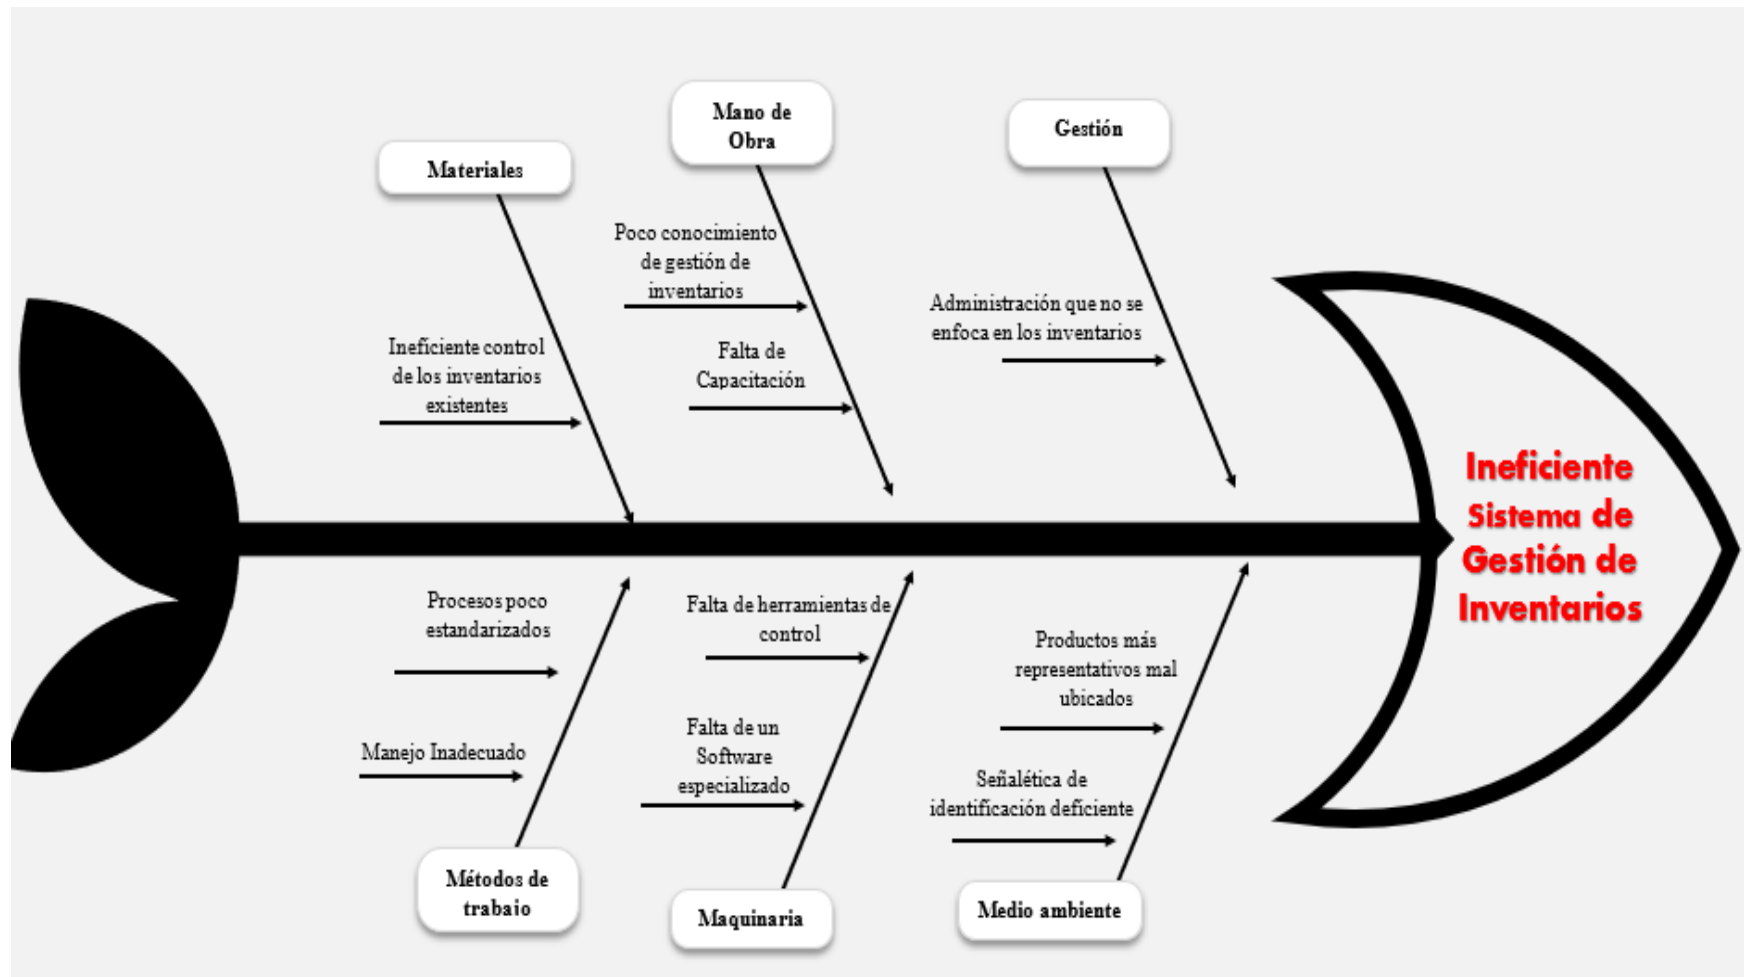 Mano de
Obra
Gestión
Materiales
Poco conocimiento
de gestión de
inventarios
Administración que no se
enfoca en los inventarios
Ineficiente control
de los inventarios
existentes
Falta de
Capacitación
Ineficiente
Sistema de
Gestión de
Inventarios
Procesos poco
estandarizados
Falta de herramientas de
control
Productos más
representativos mal
ubicados
Manejo Inadecuado
Falta de un
Software
especializado
Señalética de
identificación deficiente
Métodos de
trabajo
Maquinaria
Medio ambiente